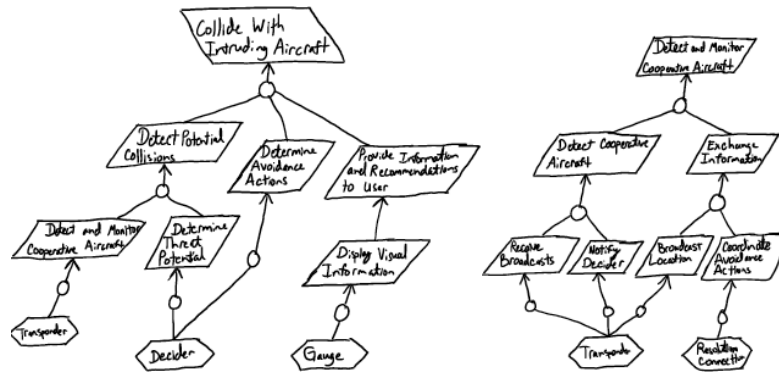 Collide With
Intruding Aircraft
Detect Potential
Collisions
Determine
Avoidance
Actions
Provide Information
and Recommendations
to User
Detect and Monitor
Cooperative Aircraft
Determine
Threat
Potential
Display Visual
Information
Transponder
Decider
Gauge
Detect and Monitor
Cooperative Aircraft
Detect Cooperative
Aircraft
Exchange
Information
Receive
Broadcasts
Notify
Decider
Broadcast
Location
Coordinate
Avoidance
Actions
Transponder
Resolution